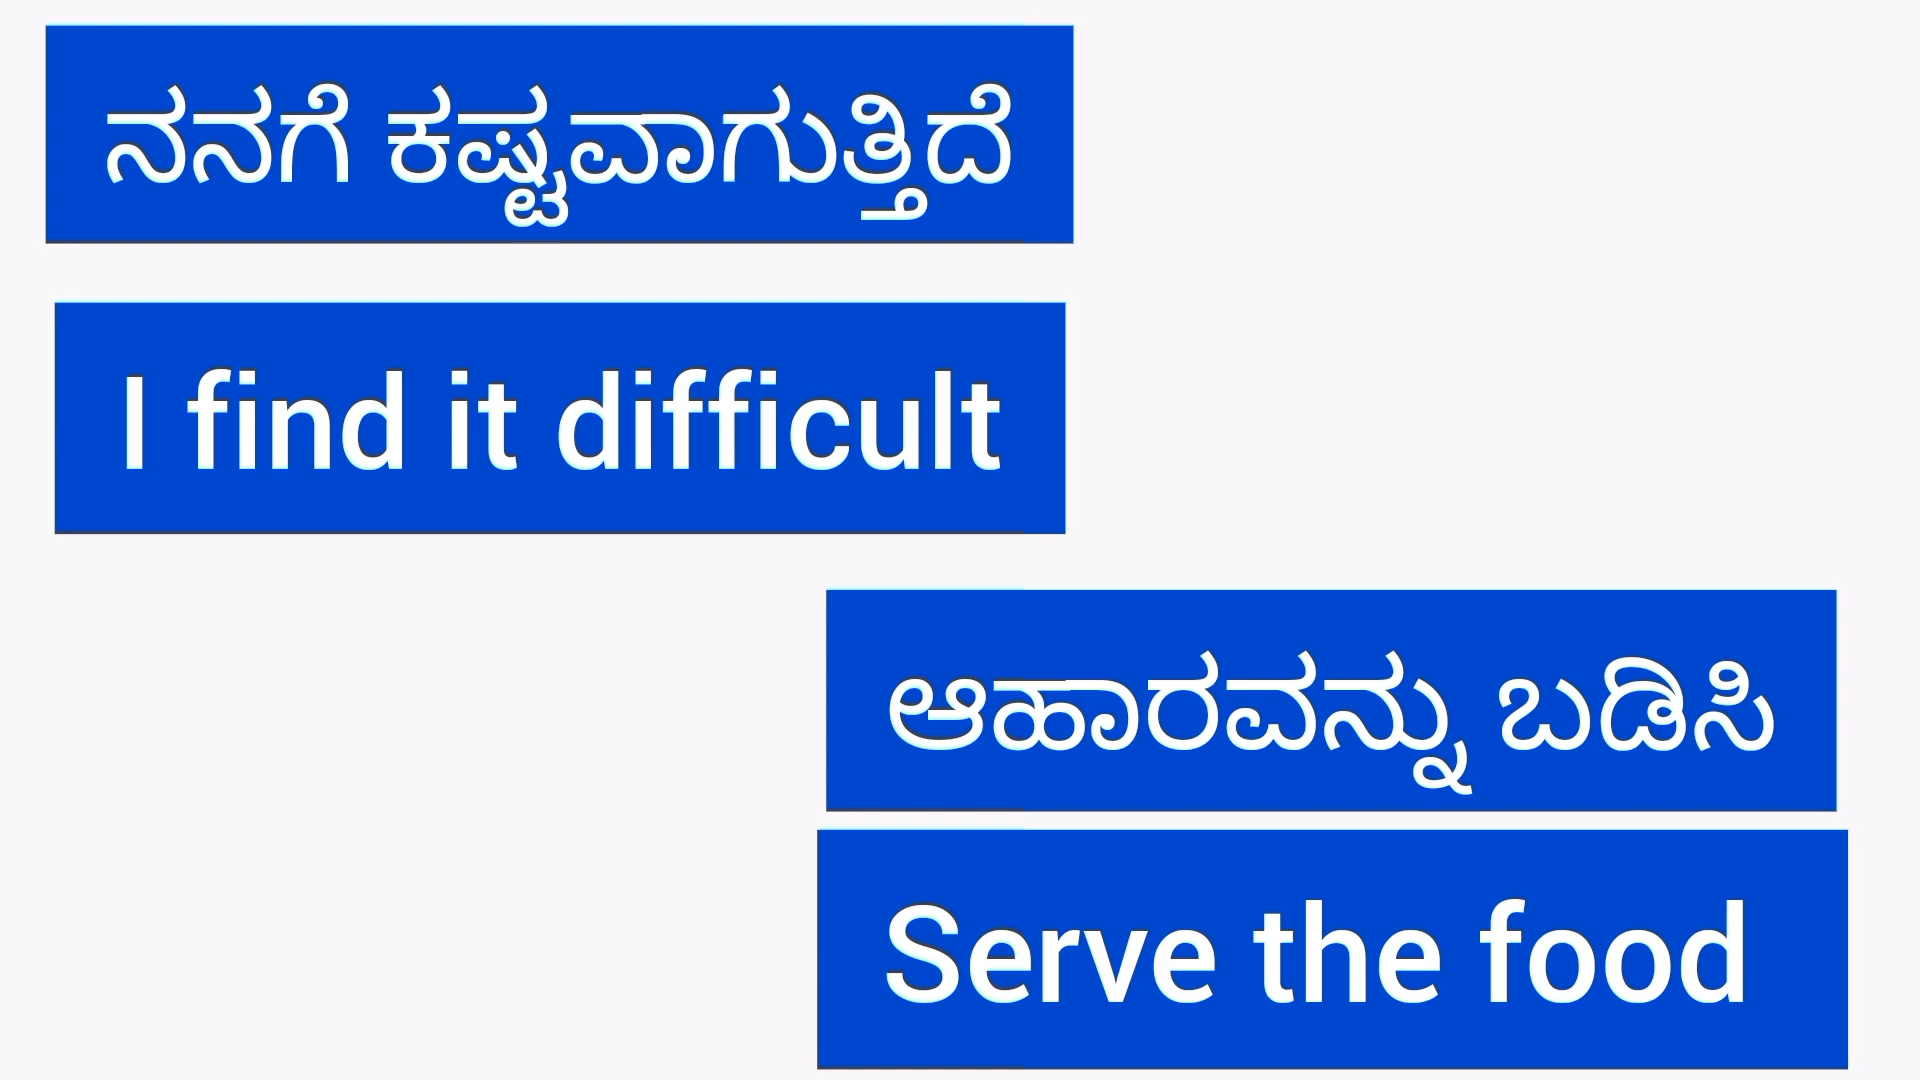 ನನಗೆ ಕಷ್ಟವಾಗುತ್ತಿದೆ
I find it difficult
ಆಹಾರವನ್ನು ಬಡಿಸಿ
Serve the food